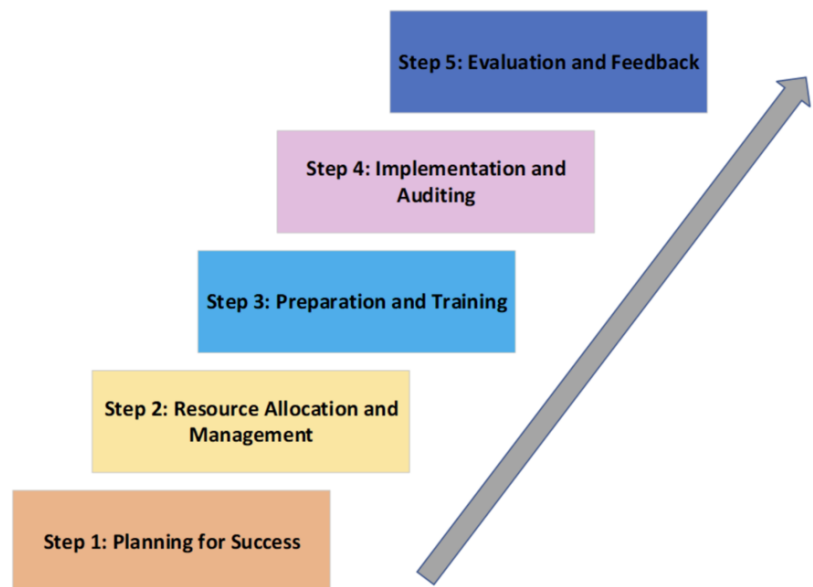 Step 5: Evaluation and Feedback
Step 4: Implementation and
Auditing
Step 3: Preparation and Training
Step 2: Resource Allocation and
Management
Step 1: Planning for Success